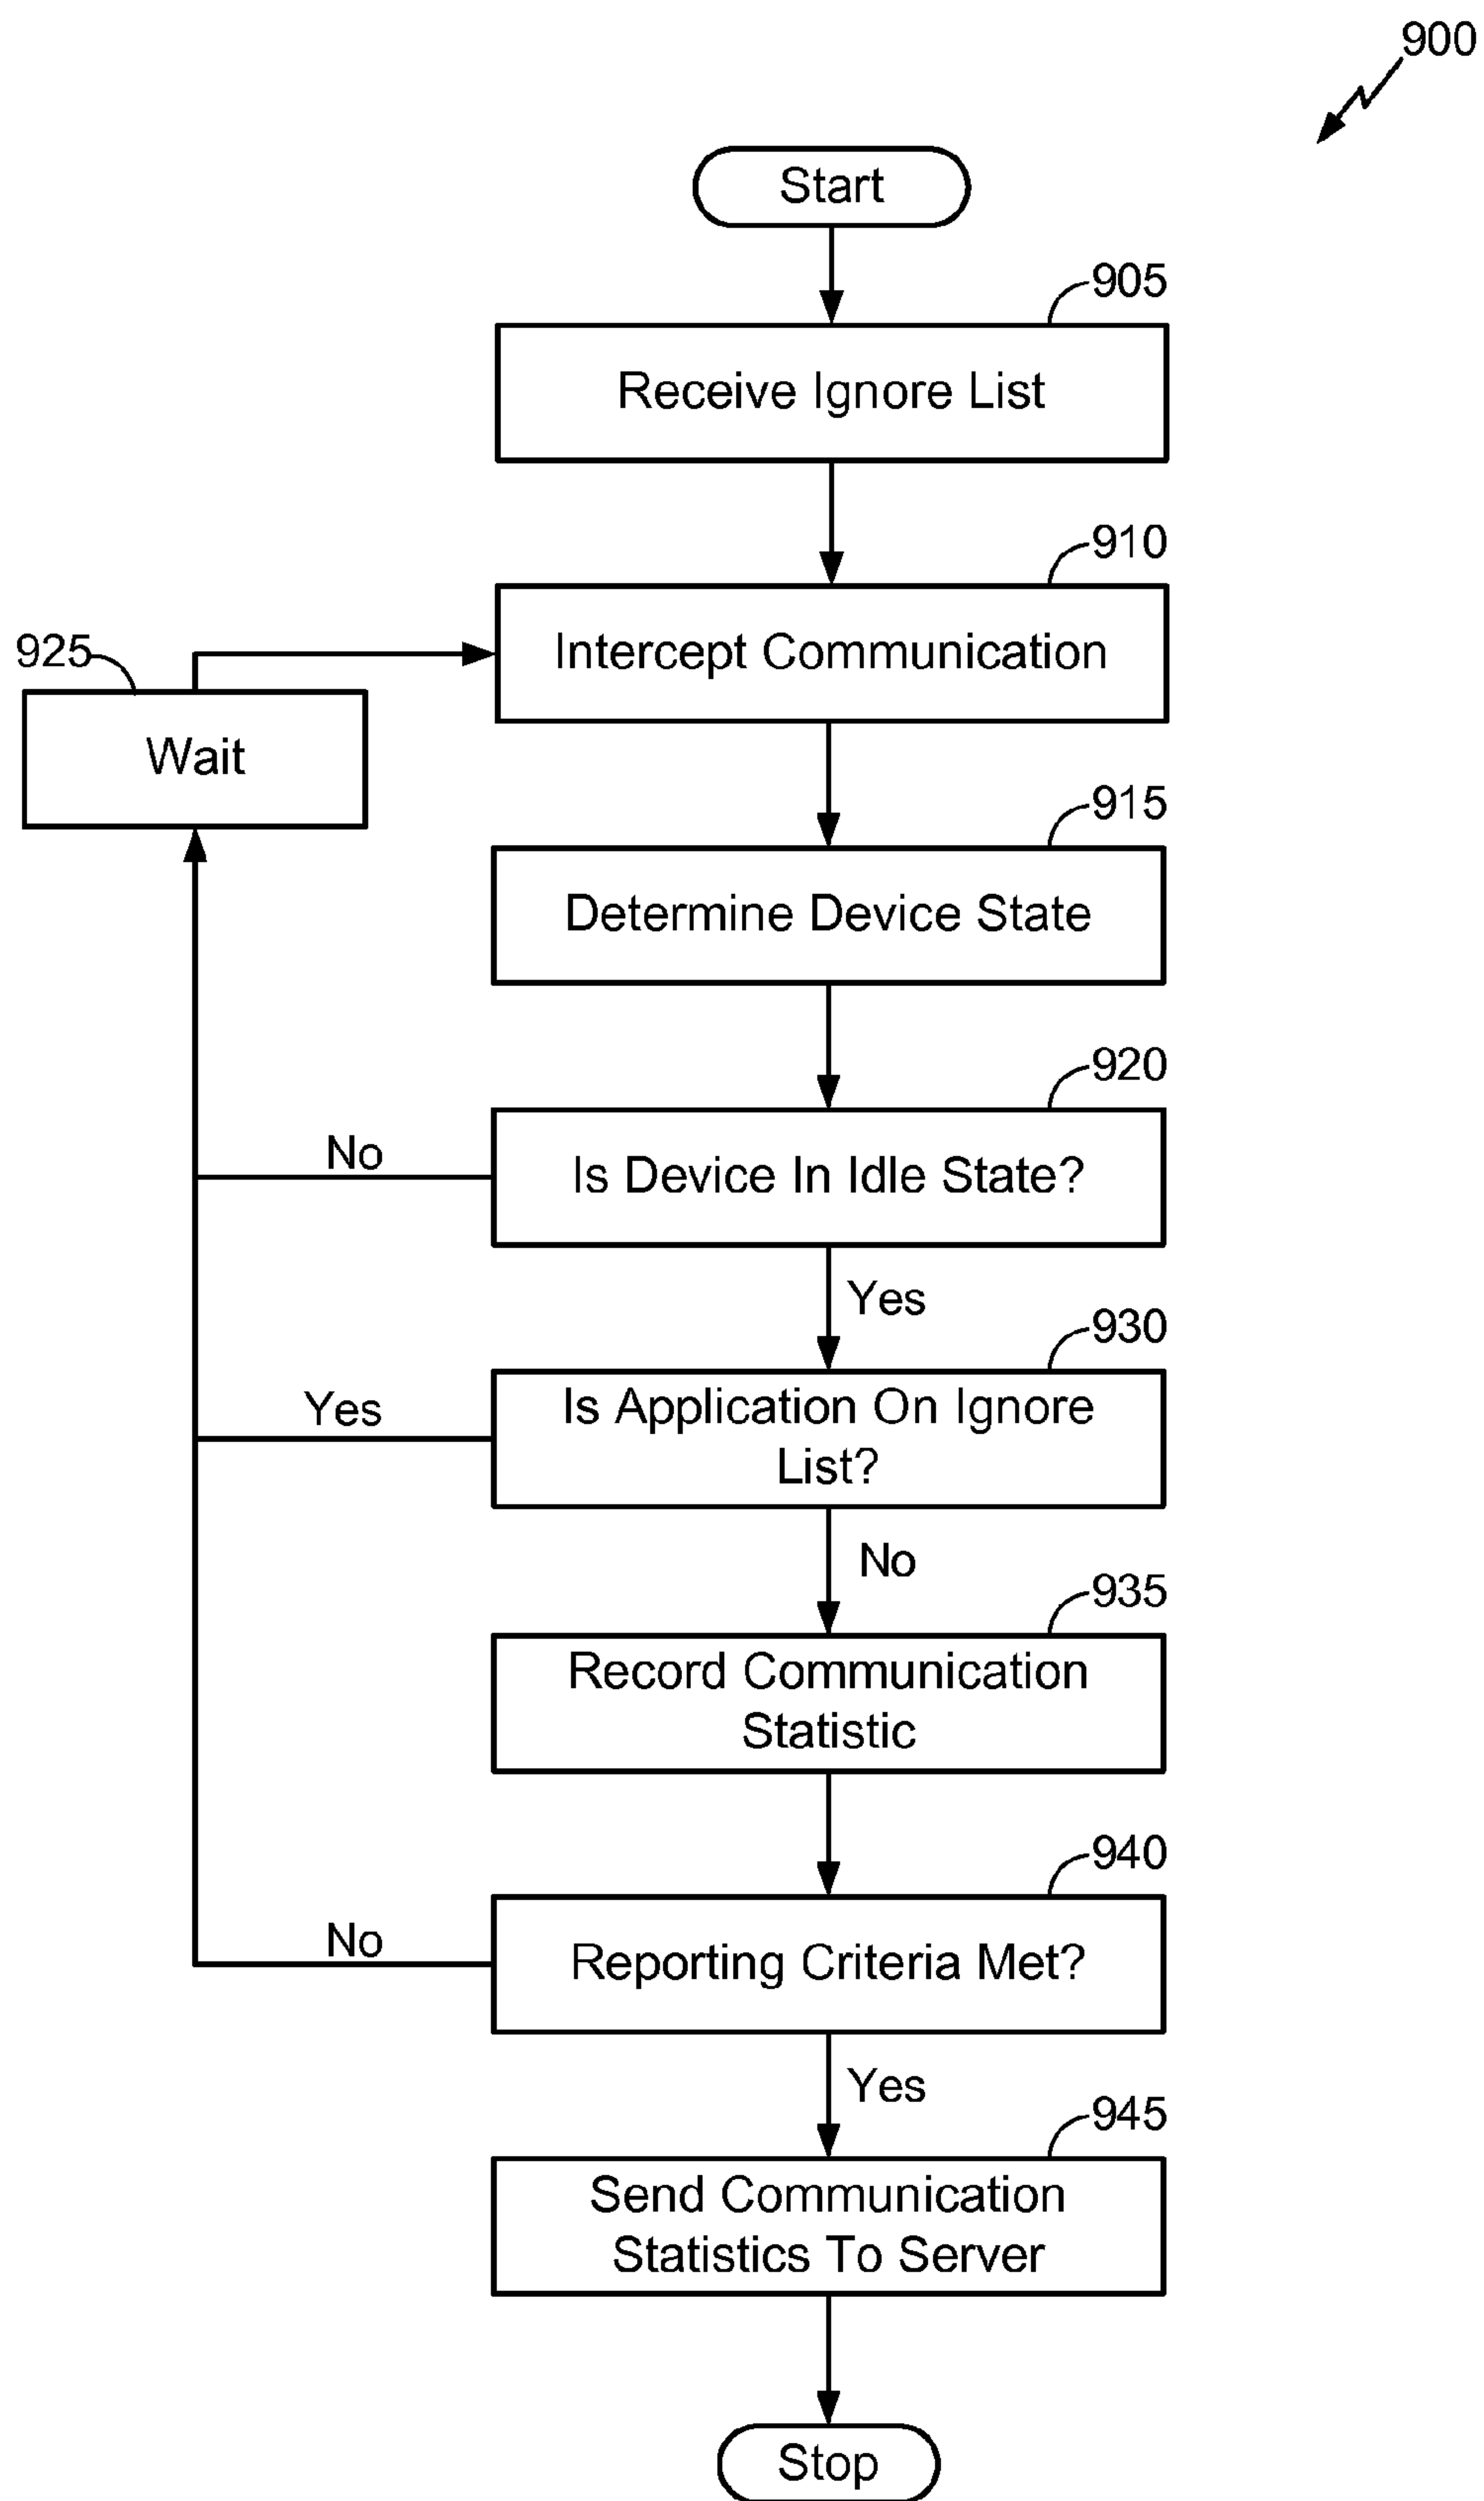 900
Start
905
Receive Ignore List
910
Intercept Communication
925
Wait
915
Determine Device State
920
Is Device In Idle State?
No
Yes
930
Is Application On Ignore
List?
Yes
No
935
Record Communication
Statistic
940
Reporting Criteria Met?
No
Yes
945
Send Communication
Statistics To Server
Stop